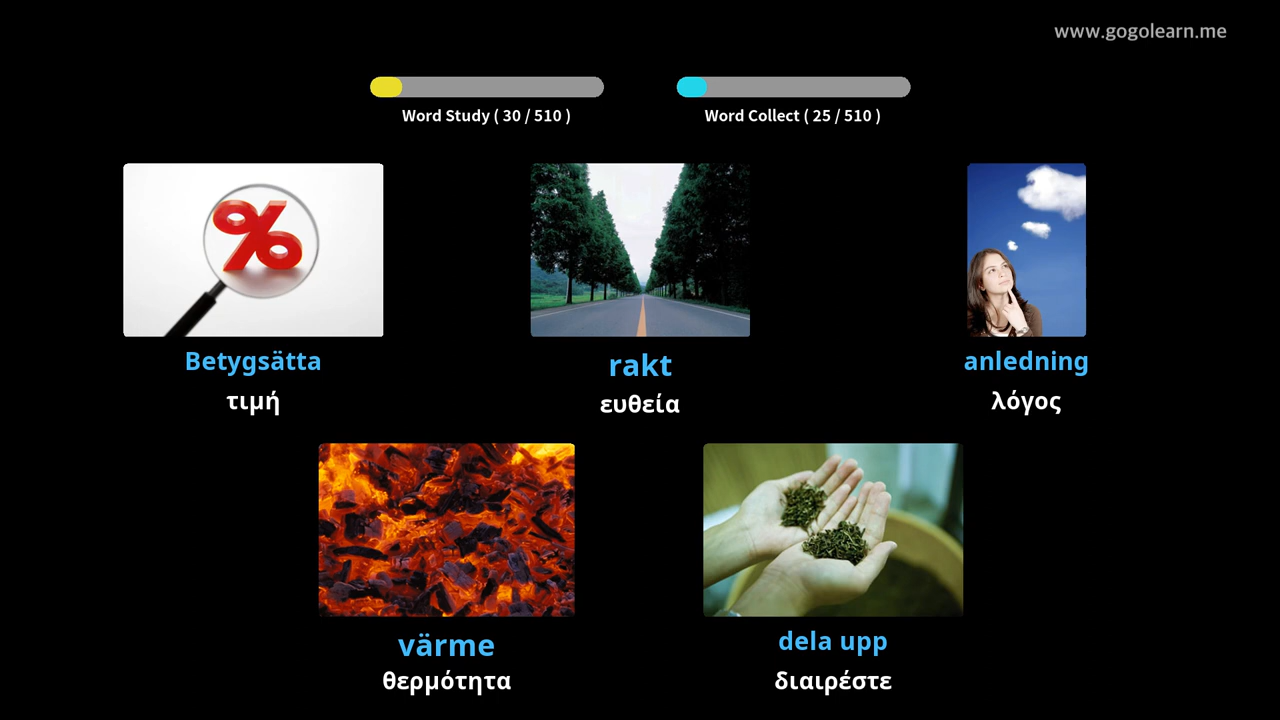 www.gogolearn.me
Word Study ( 30 / 510 )
Word Collect ( 25 / 510 )
%
Betygsätta
τιμή
rakt
ευθεία
anledning
λόγος
värme
θερμότητα
dela upp
διαιρέστε